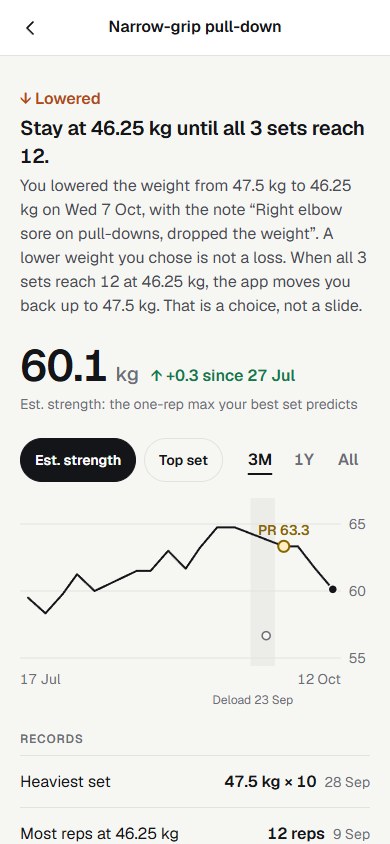 Narrow-grip pull-down
↓ Lowered
Stay at 46.25 kg until all 3 sets reach
12.
You lowered the weight from 47.5 kg to 46.25
kg on Wed 7 Oct, with the note “Right elbow
sore on pull-downs, dropped the weight”. A
lower weight you chose is not a loss. When all 3
sets reach 12 at 46.25 kg, the app moves you
back up to 47.5 kg. That is a choice, not a slide.
60.1 kg ↑ +0.3 since 27 Jul
Est. strength: the one-rep max your best set predicts
Est. strength Top set 3M 1Y All
PR 63.3
65
60
55
17 Jul 12 Oct
Deload 23 Sep
RECORDS
Heaviest set 47.5 kg × 10 28 Sep
Most reps at 46.25 kg 12 reps 9 Sep